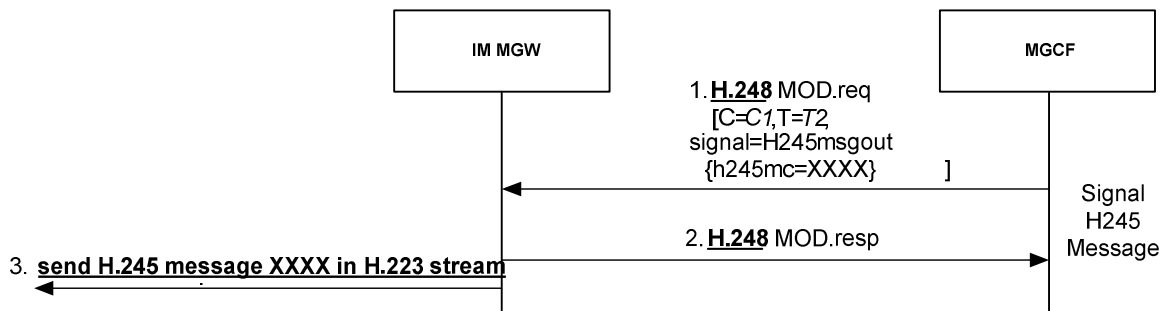 IM MGW
MGCF
1. H.248 MOD.req
[C=C1,T=T2,
signal=H245msgout
{h245mc=XXXX} ]
Signal
H245
Message
2. H.248 MOD.resp
3. send H.245 message XXXX in H.223 stream